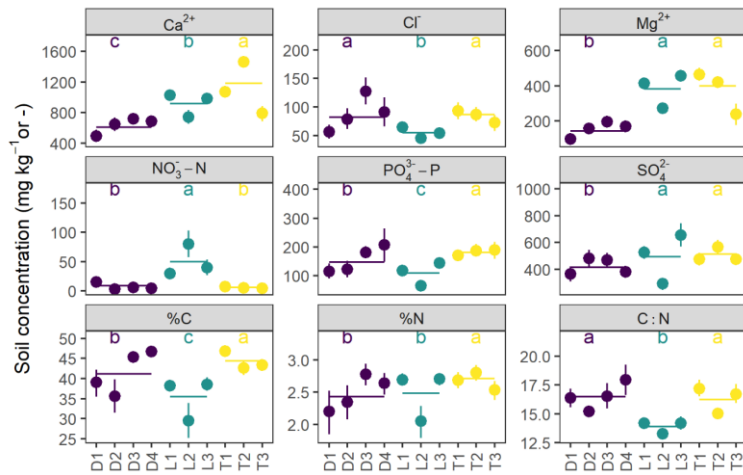 Ca²⁺ Cl⁻ Mg²⁺
1600
1200
800
400
c b a
200
150
100
50
a b a
600
400
200
b a a
Soil concentration (mg kg⁻¹or -)
NO₃⁻ – N PO₄³⁻ – P SO₄²⁻
150
100
50
0
b a b
400
300
200
100
b c a
1000
800
600
400
b a a
%C %N C : N
50
45
40
35
30
25
b c a
3.0
2.5
2.0
b b a
20.0
17.5
15.0
12.5
a b a
D1 D2 D3 D4 L1 L2 L3 T1 T2 T3
D1 D2 D3 D4 L1 L2 L3 T1 T2 T3
D1 D2 D3 D4 L1 L2 L3 T1 T2 T3